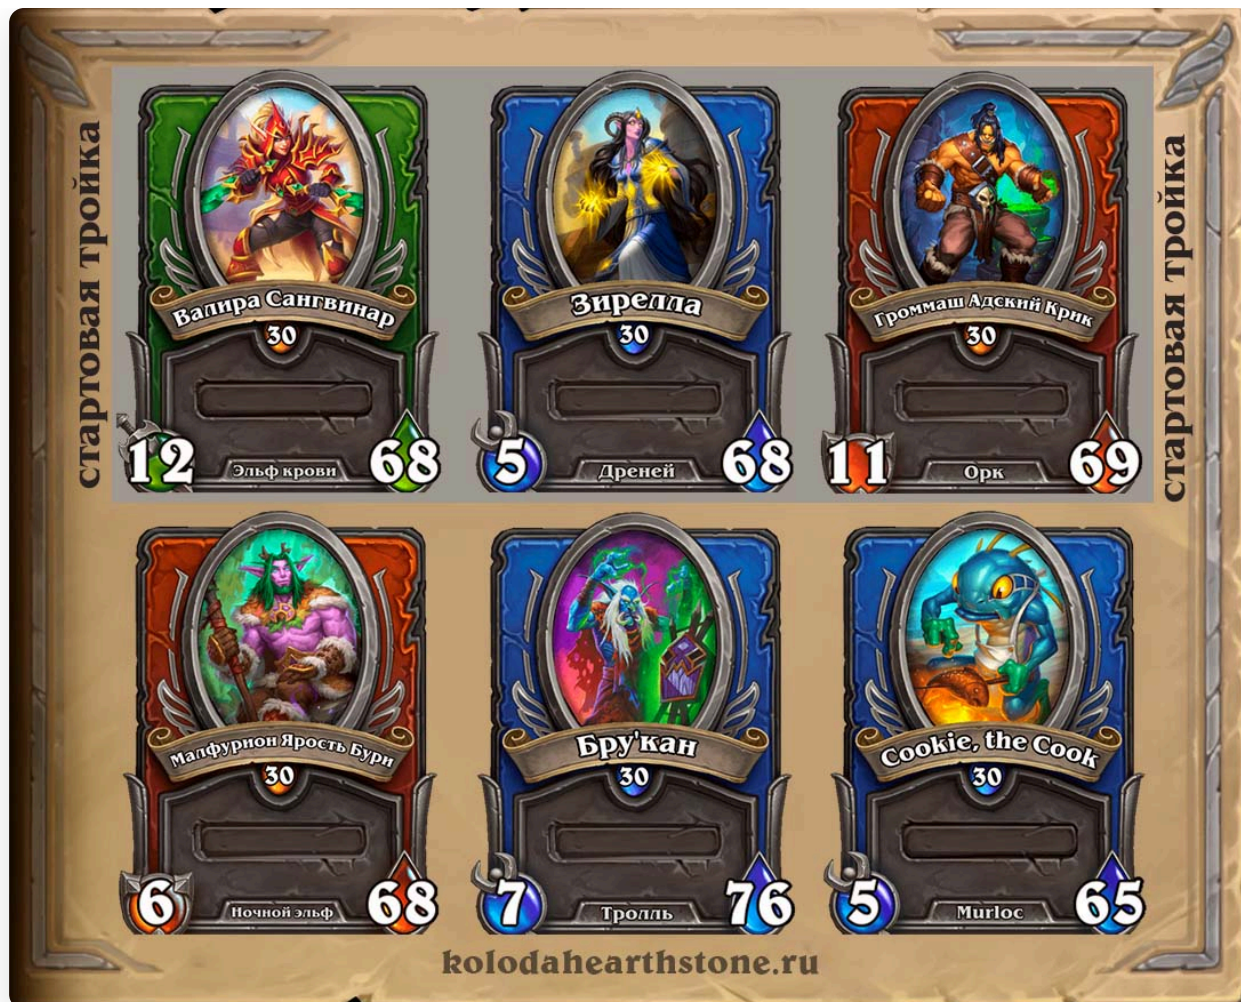 стартовая тройка
Валира Сангвинар
30
12
Эльф крови
68
Зирелла
30
5
Дреней
68
Громмаш Адский Крик
30
11
Орк
69
стартовая тройка
Малфурион Ярость Бури
30
6
Ночной эльф
68
Бру'кан
30
7
Тролль
76
Cookie, the Cook
30
5
Murloc
65
kolodahearthstone.ru